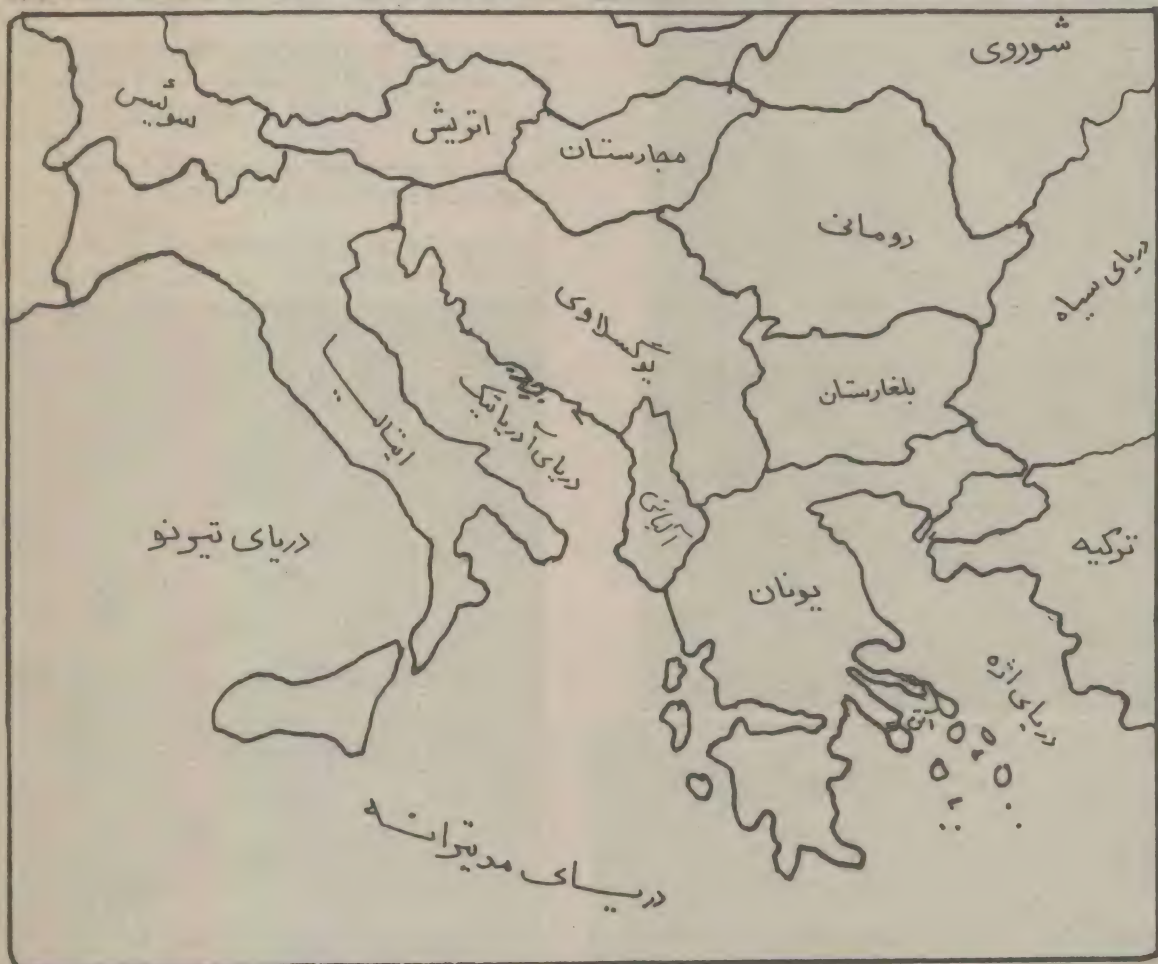 شوروی
سوئیس
اتریش
مجارستان
رومانی
دریای سیاه
یوگسلاوی
بلغارستان
ایتالیا
دریای آدریاتیک
آلبانی
ترکیه
دریای تیرنو
یونان
دریای اژه
آتن
دریای مدیترانه